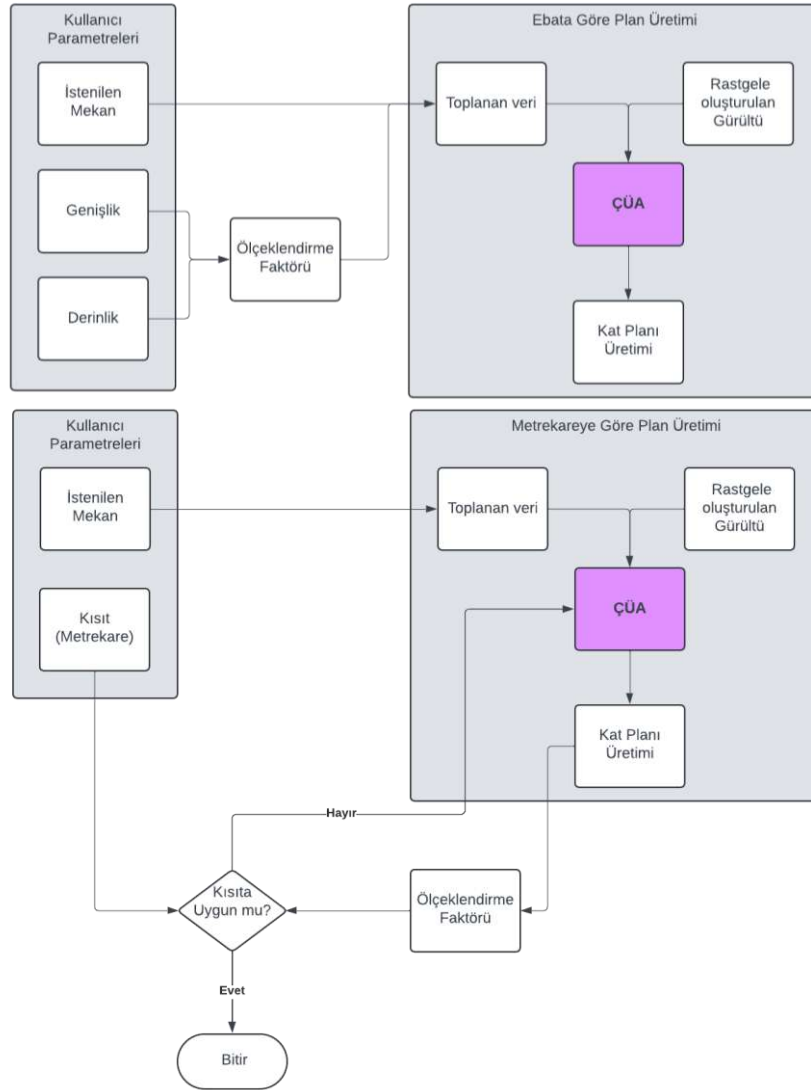 Kullanıcı
Parametreleri
İstenilen
Mekan
Genişlik
Derinlik
Ölçeklendirme
Faktörü
Ebata Göre Plan Üretimi
Toplanan veri
Rastgele
oluşturulan
Gürültü
ÇÜA
Kat Planı
Üretimi
Kullanıcı
Parametreleri
İstenilen
Mekan
Kısıt
(Metrekare)
Metrekareye Göre Plan Üretimi
Toplanan veri
Rastgele
oluşturulan
Gürültü
ÇÜA
Kat Planı
Üretimi
Hayır
Kısıta
Uygun mu?
Ölçeklendirme
Faktörü
Evet
Bitir